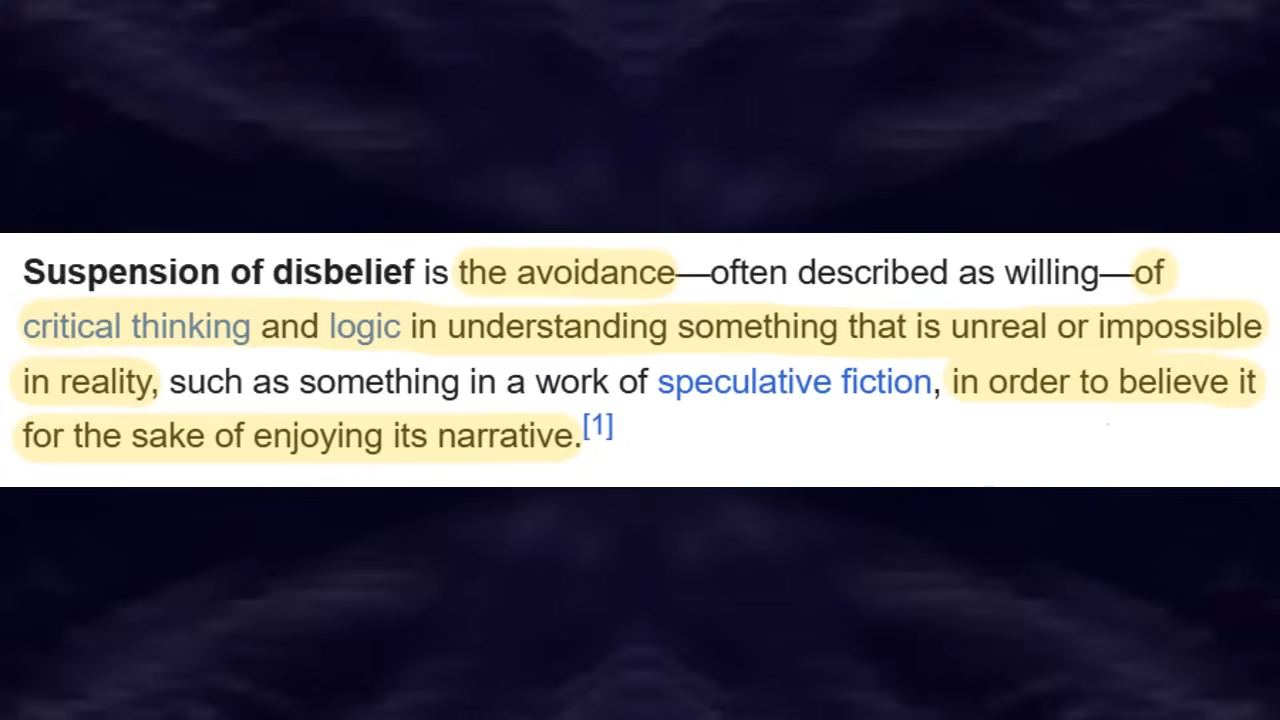 Suspension of disbelief is the avoidance—often described as willing—of
critical thinking and logic in understanding something that is unreal or impossible
in reality, such as something in a work of speculative fiction, in order to believe it
for the sake of enjoying its narrative.[1]